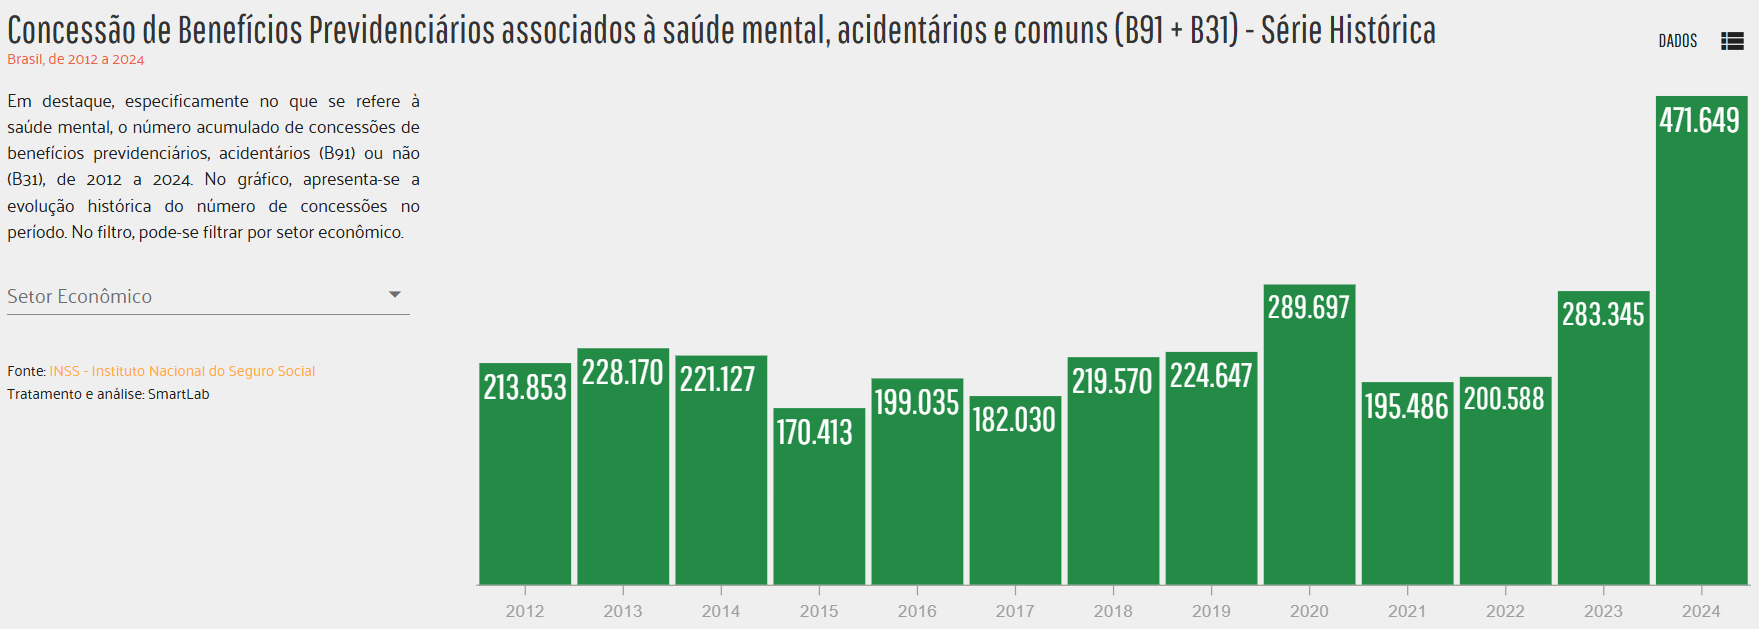 Concessão de Benefícios Previdenciários associados à saúde mental, acidentários e comuns (B91 + B31) - Série Histórica
Brasil, de 2012 a 2024
DADOS
Em destaque, especificamente no que se refere à
saúde mental, o número acumulado de concessões de
benefícios previdenciários, acidentários (B91) ou não
(B31), de 2012 a 2024. No gráfico, apresenta-se a
evolução histórica do número de concessões no
período. No filtro, pode-se filtrar por setor econômico.
Setor Econômico
Fonte: INSS - Instituto Nacional do Seguro Social
Tratamento e análise: SmartLab
213.853
228.170
221.127
170.413
199.035
182.030
219.570
224.647
289.697
195.486
200.588
283.345
471.649
2012 2013 2014 2015 2016 2017 2018 2019 2020 2021 2022 2023 2024